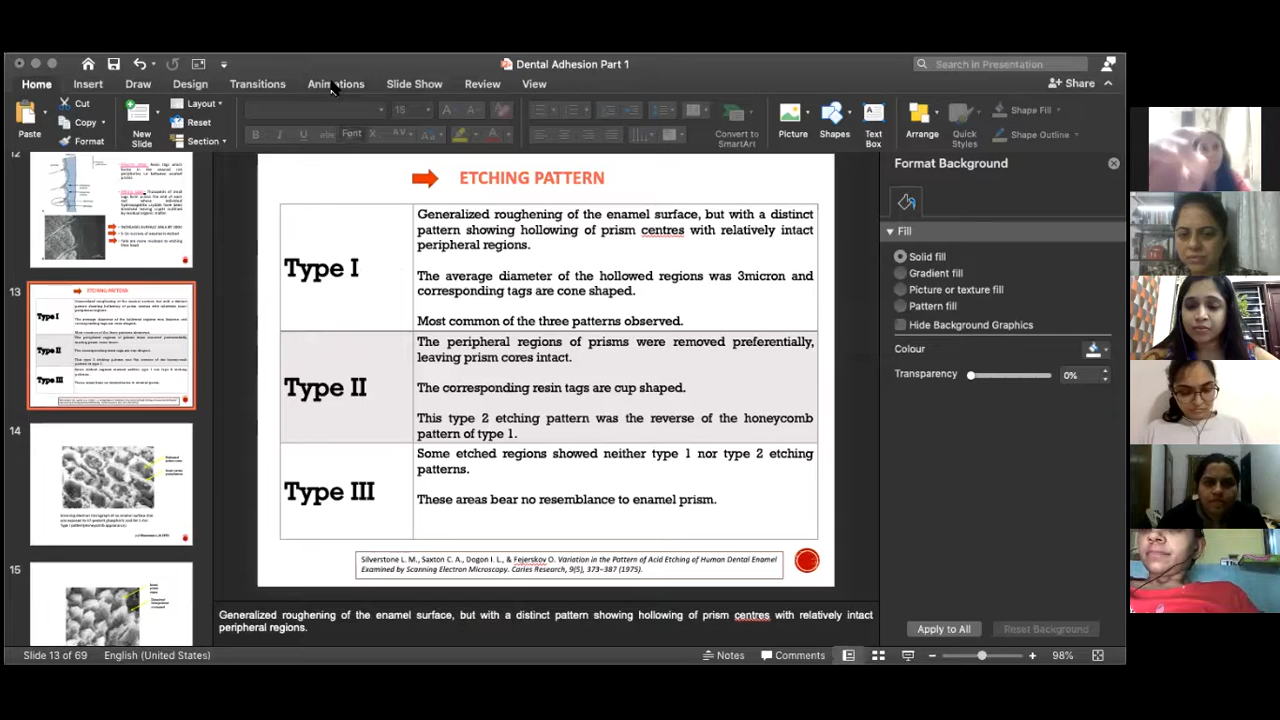 Dental Adhesion Part 1
Search in Presentation
Home Insert Draw Design Transitions Animations Slide Show Review View
Share
Paste
Cut
Copy
Format
New
Slide
Layout
Reset
Section
15
Font
Convert to
SmartArt
Picture
Shapes
Text
Box
Arrange
Quick
Styles
Shape Fill
Shape Outline
12
13
14
15
ETCHING PATTERN
Type I
Generalized roughening of the enamel surface, but with a distinct
pattern showing hollowing of prism centres with relatively intact
peripheral regions.
The average diameter of the hollowed regions was 3micron and
corresponding tags are cone shaped.
Most common of the three patterns observed.
Type II
The peripheral regions of prisms were removed preferentially,
leaving prism cores intact.
The corresponding resin tags are cup shaped.
This type 2 etching pattern was the reverse of the honeycomb
pattern of type 1.
Type III
Some etched regions showed neither type 1 nor type 2 etching
patterns.
These areas bear no resemblance to enamel prism.
Silverstone L. M., Saxton C. A., Dogon I. L., & Fejerskov O. Variation in the Pattern of Acid Etching of Human Dental Enamel
Examined by Scanning Electron Microscopy. Caries Research, 9(5), 373–387 (1975).
Generalized roughening of the enamel surface, but with a distinct pattern showing hollowing of prism centres with relatively intact
peripheral regions.
Format Background
Fill
Solid fill
Gradient fill
Picture or texture fill
Pattern fill
Hide Background Graphics
Colour
Transparency 0%
Apply to All
Reset Background
Slide 13 of 69 English (United States)
Notes Comments 98%